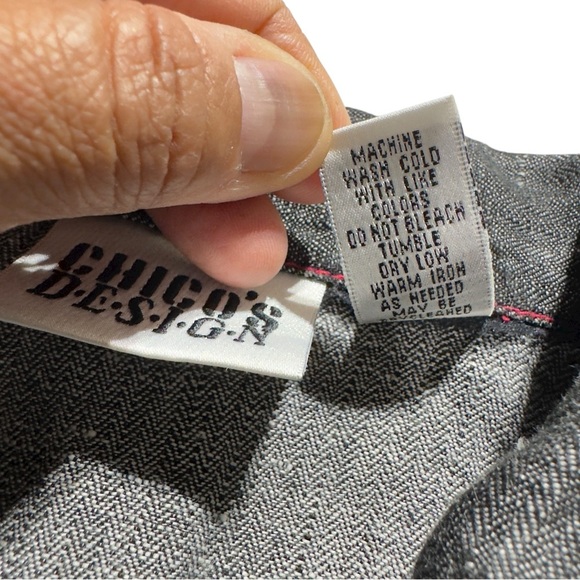 CHICO'S
D·E·S·I·G·N
MACHINE
WASH COLD
WITH LIKE
COLORS
DO NOT BLEACH
TUMBLE
DRY LOW
WARM IRON
AS NEEDED
MAY BE